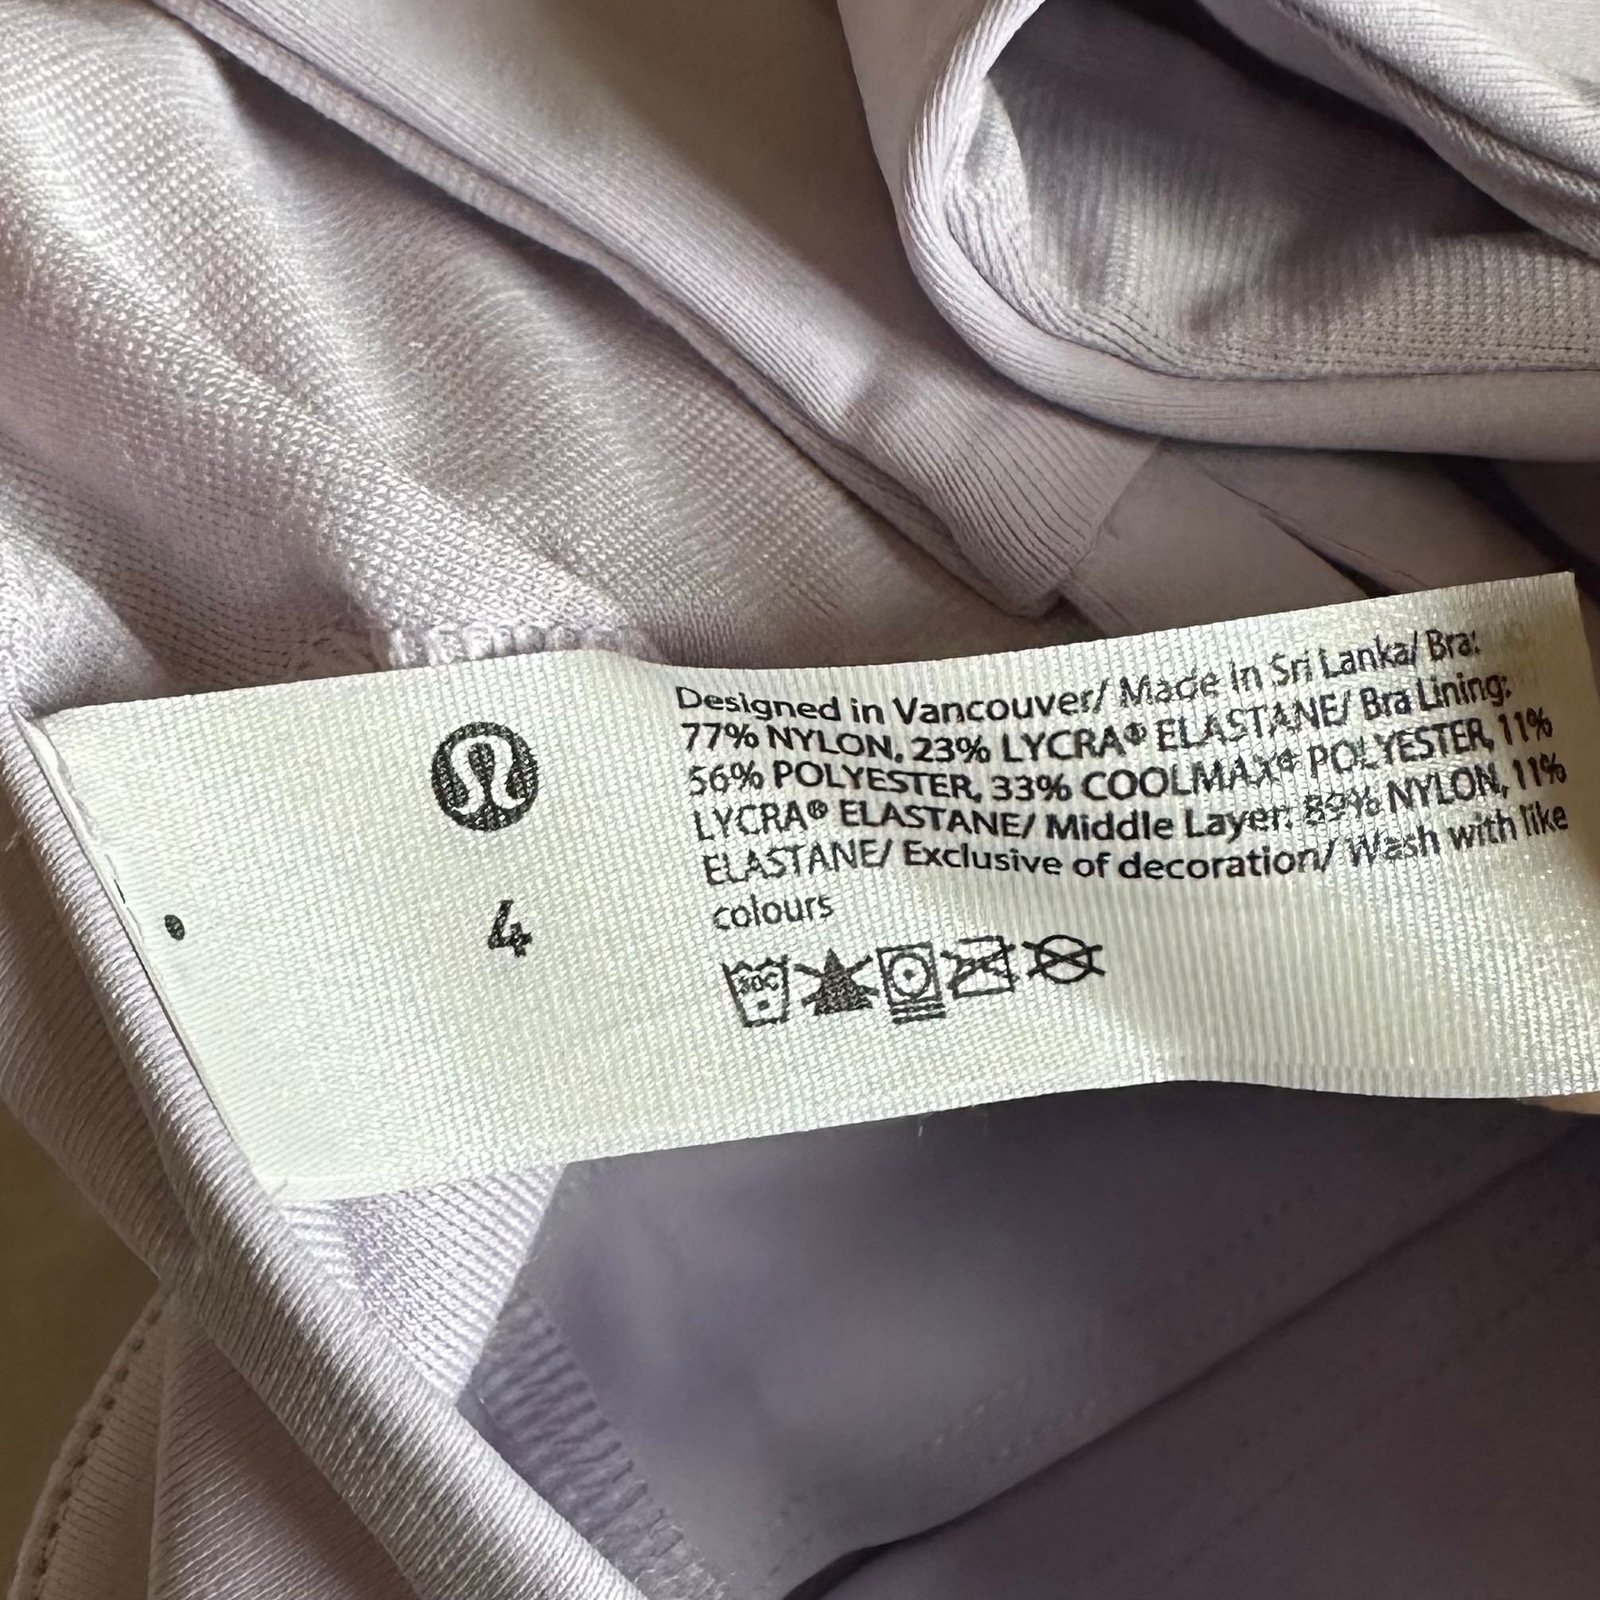 Designed in Vancouver/ Made in Sri Lanka/ Bra:
77% NYLON, 23% LYCRA® ELASTANE/ Bra Lining:
56% POLYESTER, 33% COOLMAX® POLYESTER, 11%
LYCRA® ELASTANE/ Middle Layer: 89% NYLON, 11%
ELASTANE/ Exclusive of decoration/ Wash with like
colours
4
30C